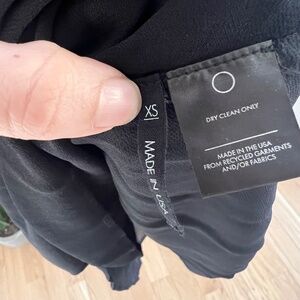 XS
MADE IN USA
DRY CLEAN ONLY
MADE IN THE USA
FROM RECYCLED GARMENTS
AND/OR FABRICS